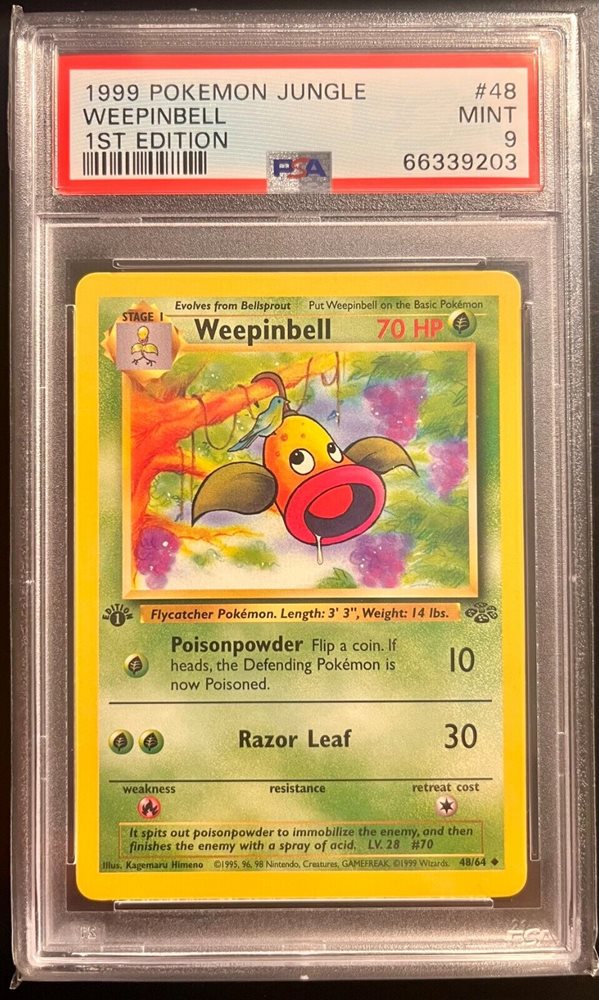 1999 POKEMON JUNGLE #48
WEEPINBELL MINT
1ST EDITION 9
PSA 66339203
Evolves from Bellsprout Put Weepinbell on the Basic Pokémon
STAGE 1
Weepinbell 70 HP
EDITION 1
Flycatcher Pokémon. Length: 3' 3", Weight: 14 lbs.
Poisonpowder Flip a coin. If
heads, the Defending Pokémon is 10
now Poisoned.
Razor Leaf 30
weakness resistance retreat cost
It spits out poisonpowder to immobilize the enemy, and then
finishes the enemy with a spray of acid. LV. 28 #70
Illus. Kagemaru Himeno ©1995, 96, 98 Nintendo, Creatures, GAMEFREAK. ©1999 Wizards. 48/64
PSA